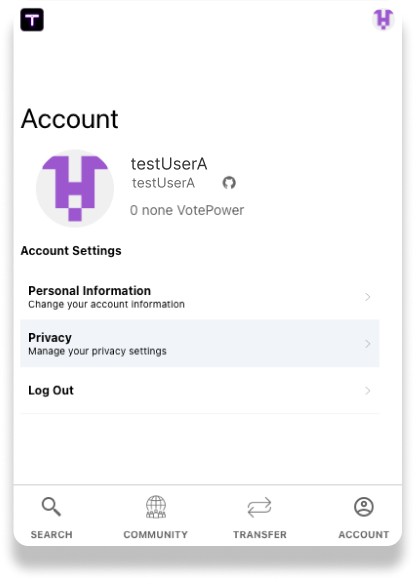 T
Account
testUserA
testUserA
0 none VotePower
Account Settings
Personal Information
Change your account information
Privacy
Manage your privacy settings
Log Out
SEARCH
COMMUNITY
TRANSFER
ACCOUNT